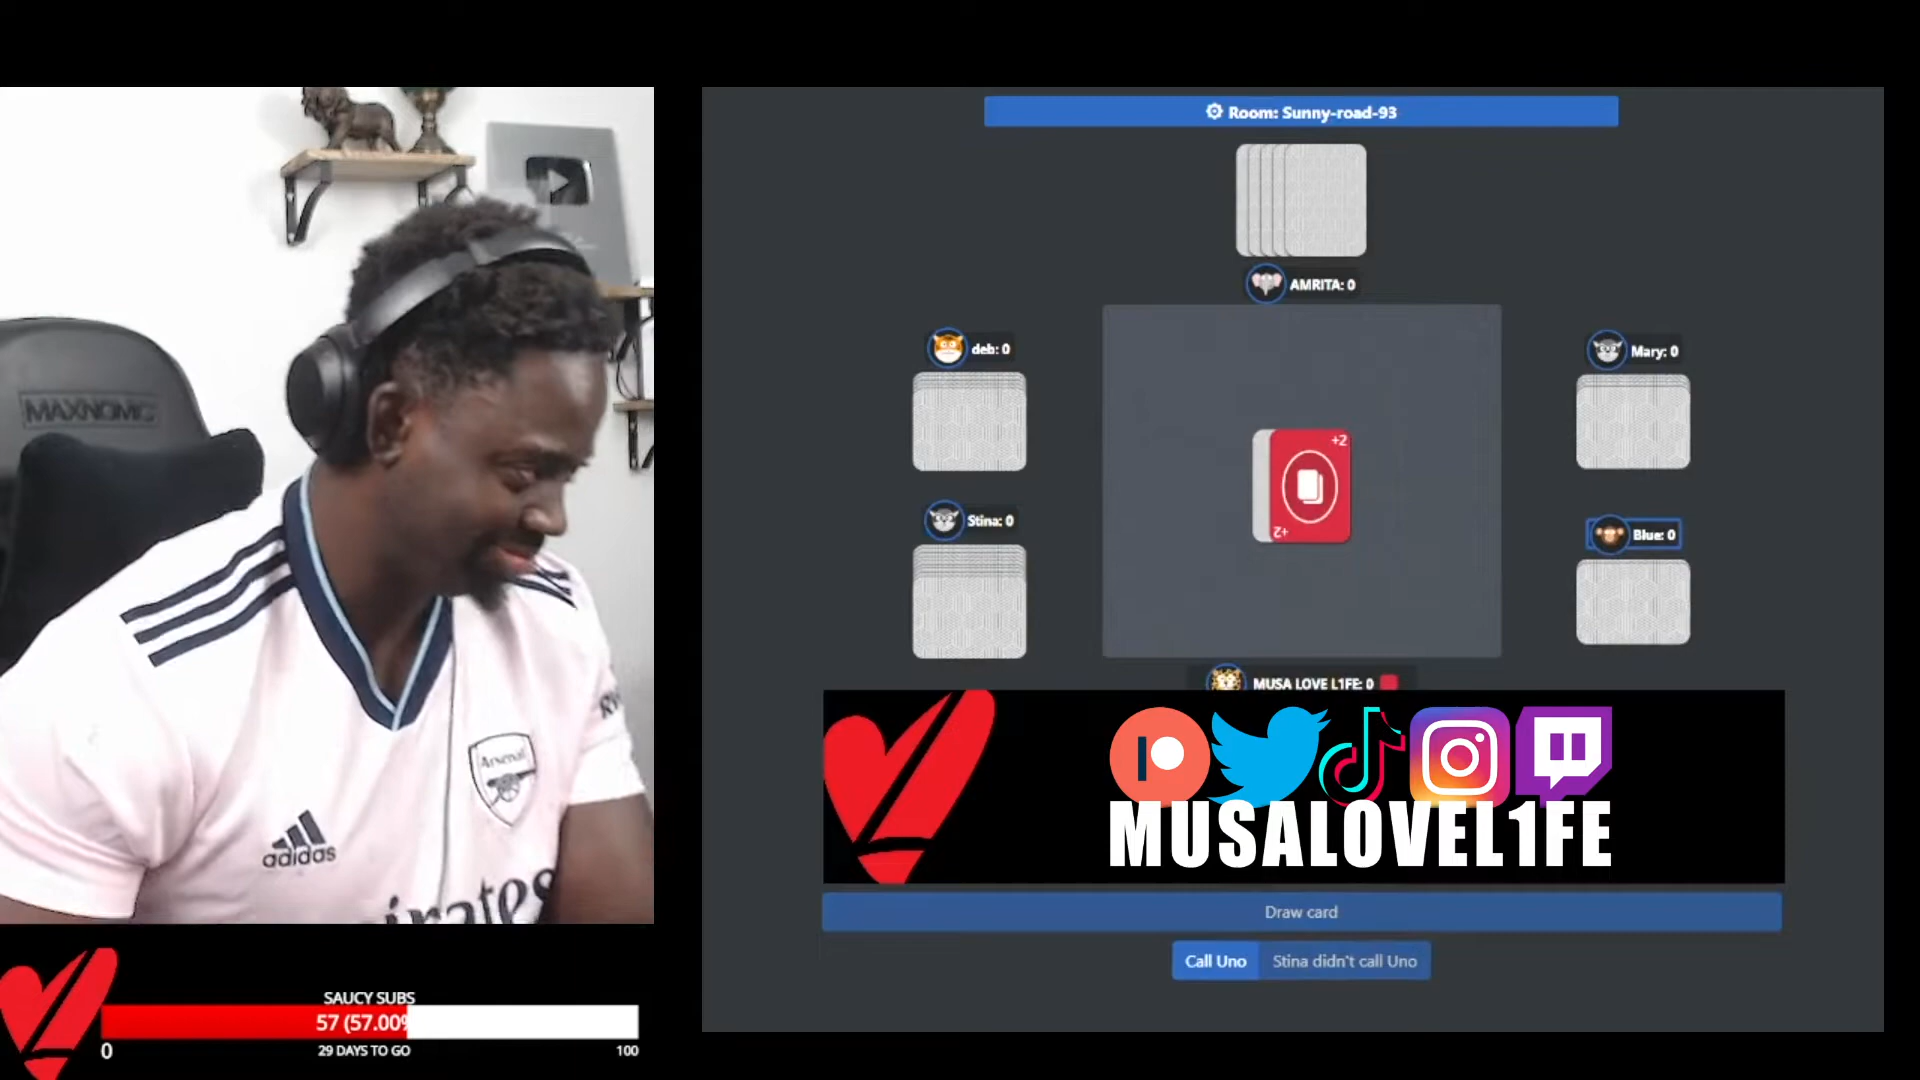 Room: Sunny-road-93
AMRITA: 0
deb: 0
Mary: 0
MAXNOMIC
+2
Stina: 0
Blue: 0
+2
MUSA LOVE L1FE: 0
Arsenal
adidas
MUSALOVEL1FE
Draw card
Call Uno
Stina didn't call Uno
SAUCY SUBS
57 (57.00%
0
29 DAYS TO GO
100